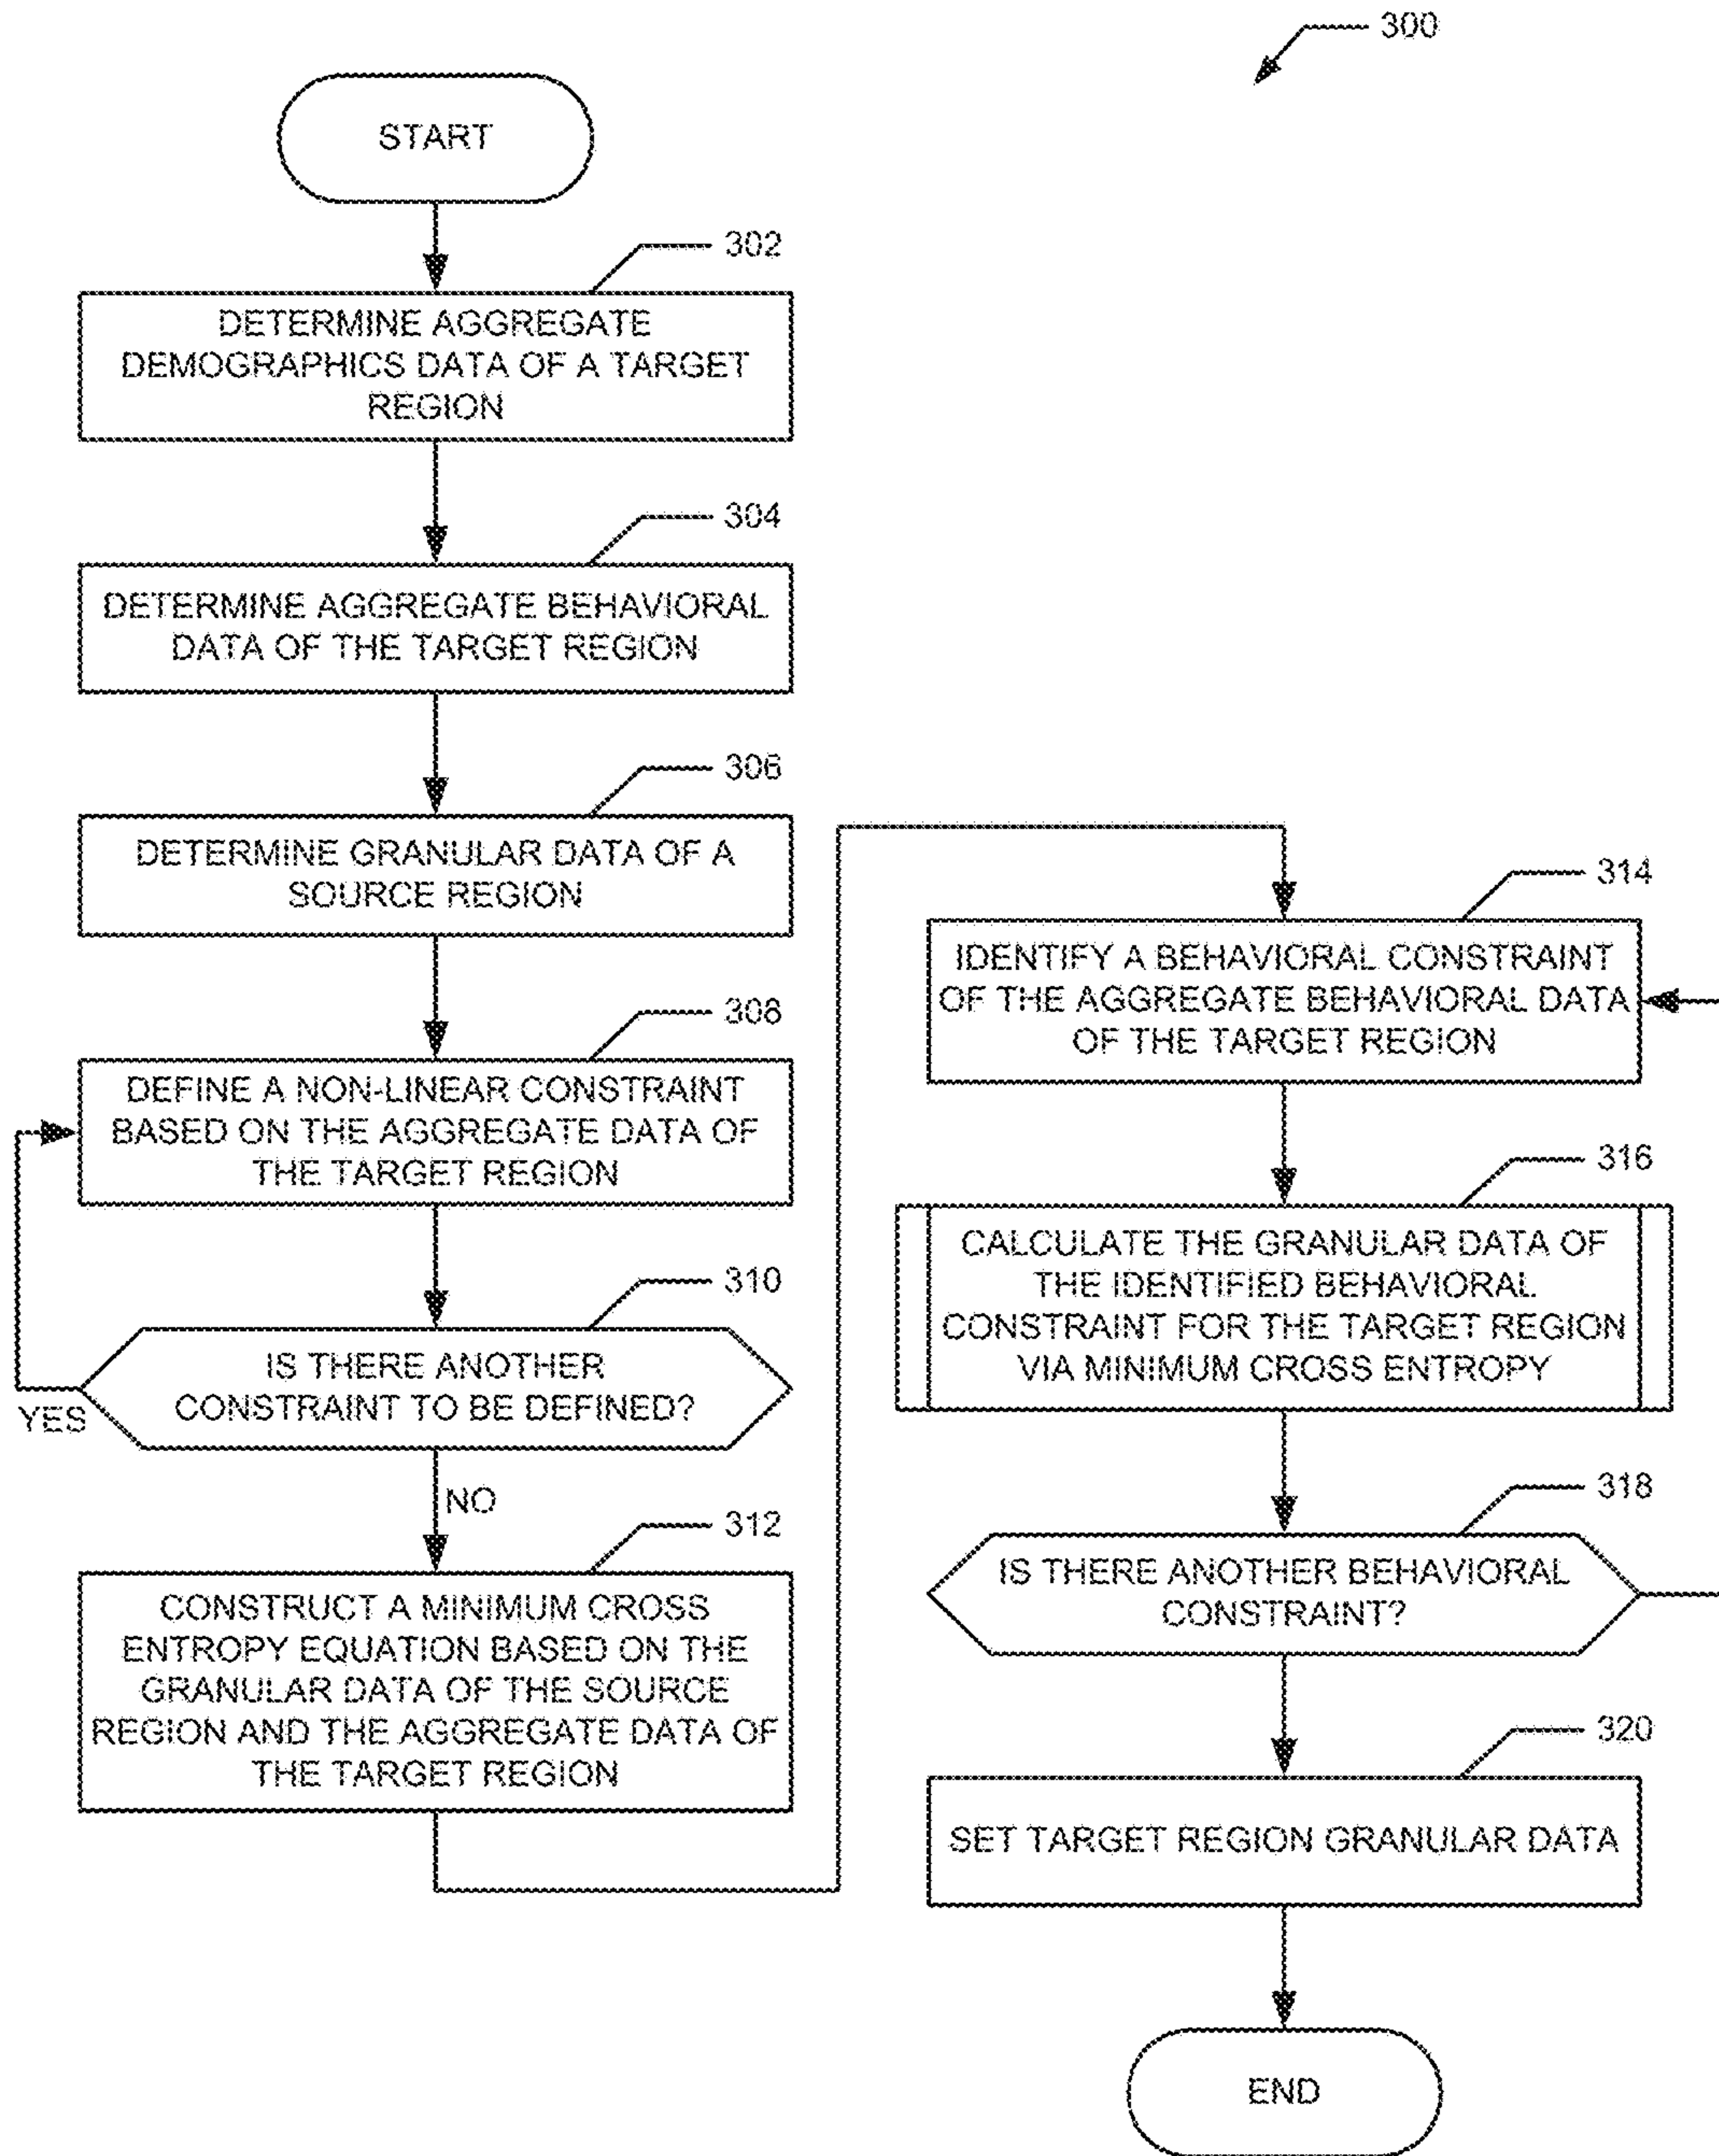 300
START
302
DETERMINE AGGREGATE
DEMOGRAPHICS DATA OF A TARGET
REGION
304
DETERMINE AGGREGATE BEHAVIORAL
DATA OF THE TARGET REGION
306
DETERMINE GRANULAR DATA OF A
SOURCE REGION
308
DEFINE A NON-LINEAR CONSTRAINT
BASED ON THE AGGREGATE DATA OF
THE TARGET REGION
310
IS THERE ANOTHER
CONSTRAINT TO BE DEFINED?
YES
NO
312
CONSTRUCT A MINIMUM CROSS
ENTROPY EQUATION BASED ON THE
GRANULAR DATA OF THE SOURCE
REGION AND THE AGGREGATE DATA OF
THE TARGET REGION
314
IDENTIFY A BEHAVIORAL CONSTRAINT
OF THE AGGREGATE BEHAVIORAL DATA
OF THE TARGET REGION
316
CALCULATE THE GRANULAR DATA OF
THE IDENTIFIED BEHAVIORAL
CONSTRAINT FOR THE TARGET REGION
VIA MINIMUM CROSS ENTROPY
318
IS THERE ANOTHER BEHAVIORAL
CONSTRAINT?
320
SET TARGET REGION GRANULAR DATA
END